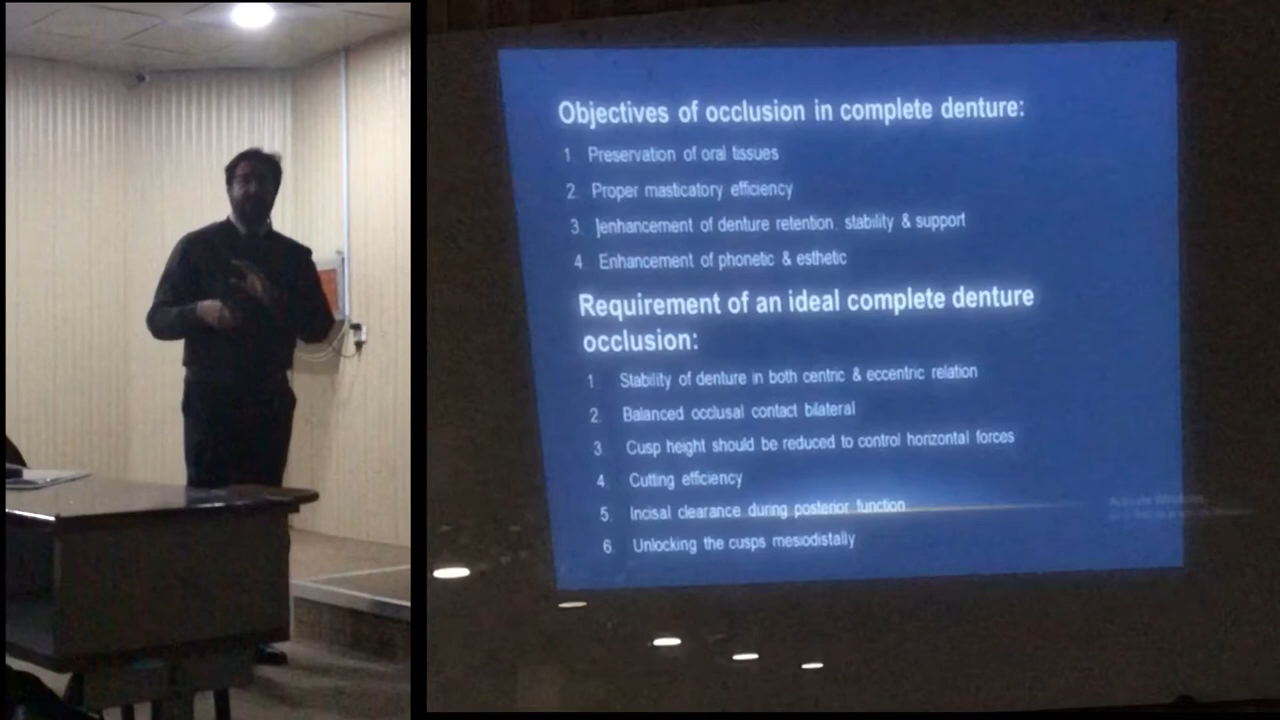 Objectives of occlusion in complete denture:
1. Preservation of oral tissues
2. Proper masticatory efficiency
3. enhancement of denture retention, stability & support
4. Enhancement of phonetic & esthetic
Requirement of an ideal complete denture
occlusion:
1. Stability of denture in both centric & eccentric relation
2. Balanced occlusal contact bilateral
3. Cusp height should be reduced to control horizontal forces
4. Cutting efficiency
5. Incisal clearance during posterior function
6. Unlocking the cusps mesiodistally
Activate Windows